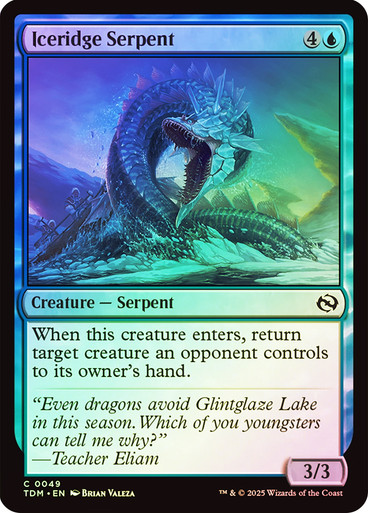 Iceridge Serpent 4
Creature — Serpent
When this creature enters, return
target creature an opponent controls
to its owner's hand.
“Even dragons avoid Glintglaze Lake
in this season. Which of you youngsters
can tell me why?”
—Teacher Eliam
3/3
C 0049
TDM • EN Brian Valeza
™ & © 2025 Wizards of the Coast